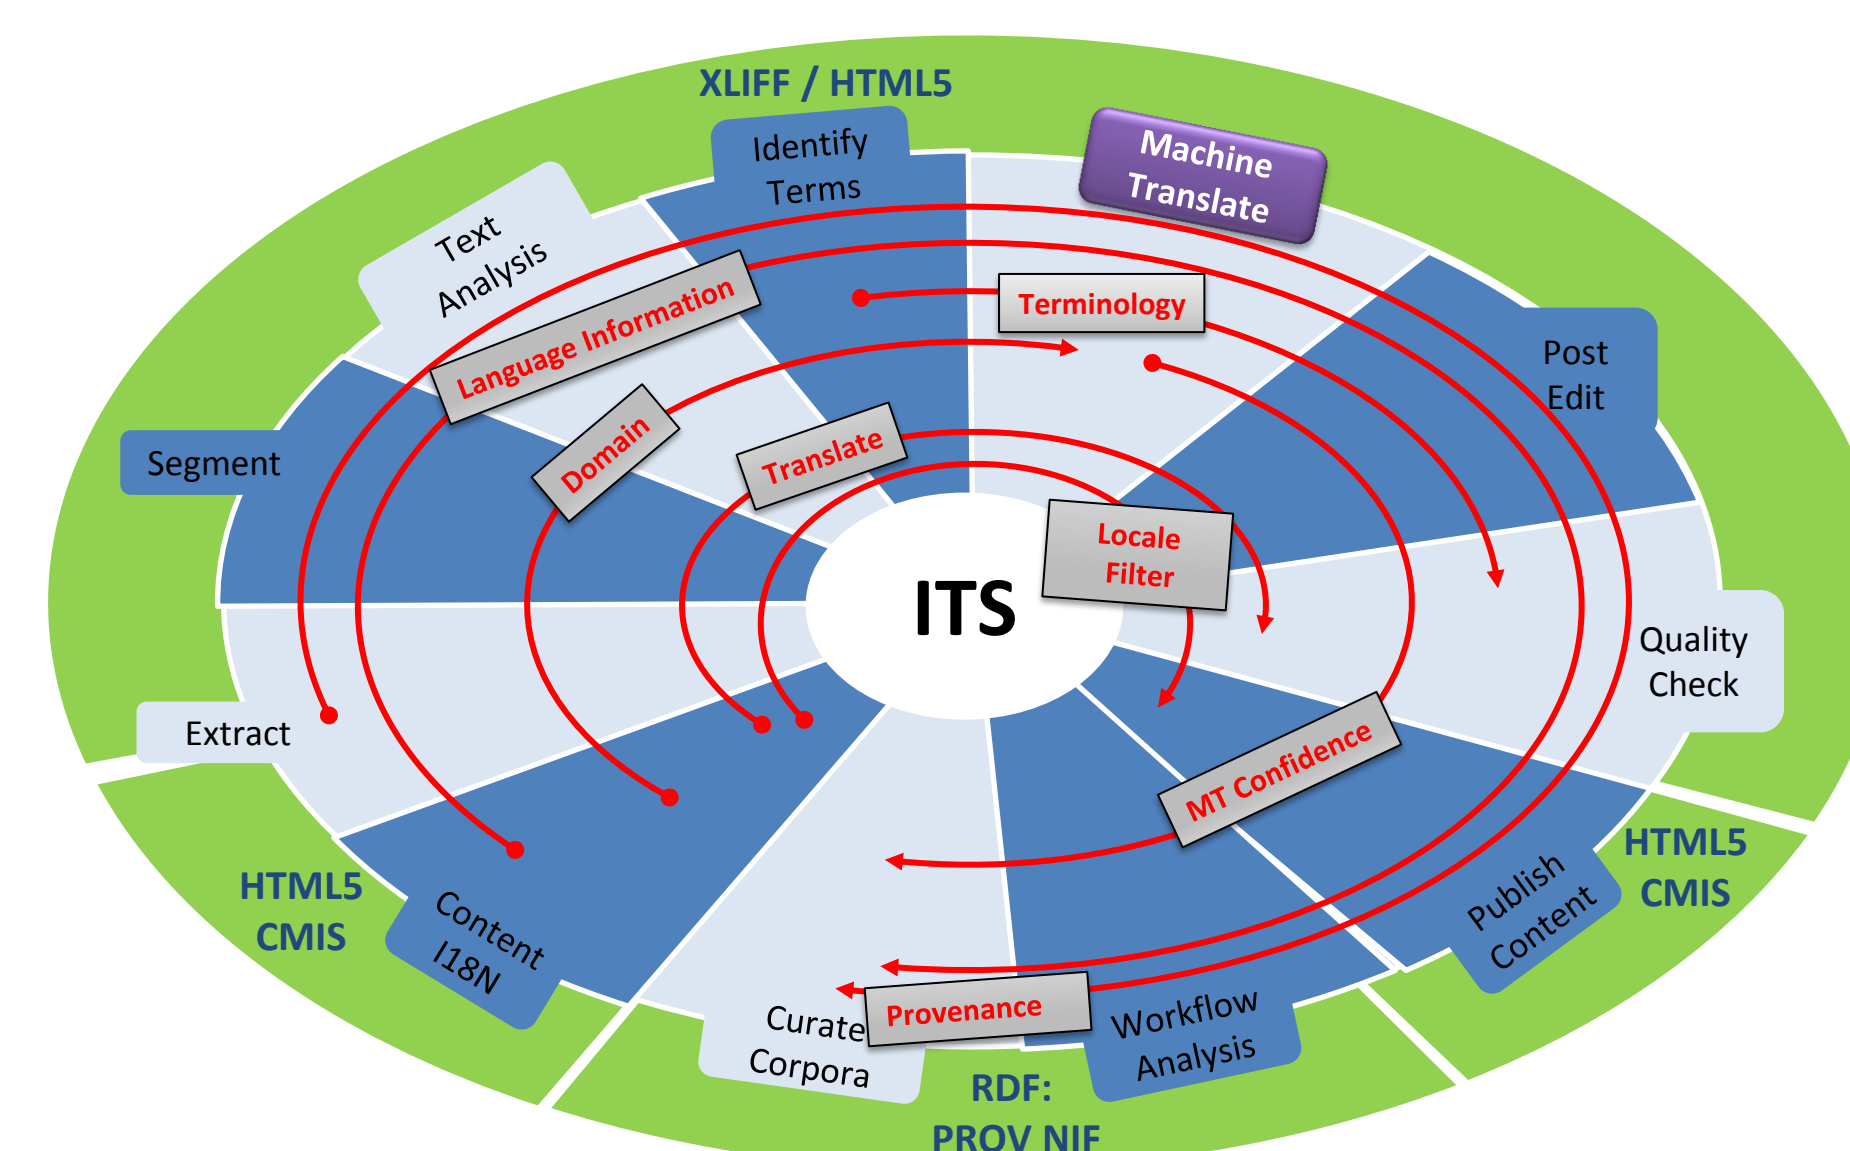 XLIFF / HTML5
Identify
Terms
Machine
Translate
Text
Analysis
Language Information
Terminology
Post
Edit
Domain
Translate
Segment
Locale
Filter
ITS
Quality
Check
Extract
MT Confidence
HTML5
CMIS
HTML5
CMIS
Content
I18N
Publish
Content
Provenance
Curate
Corpora
Workflow
Analysis
RDF:
PROV NIF